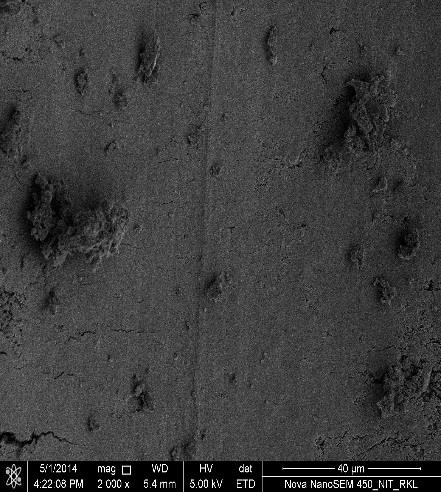 5/1/2014 mag □ WD HV det 40 µm
4:22:08 PM 2 000 x 5.4 mm 5.00 kV ETD Nova NanoSEM 450_NIT_RKL